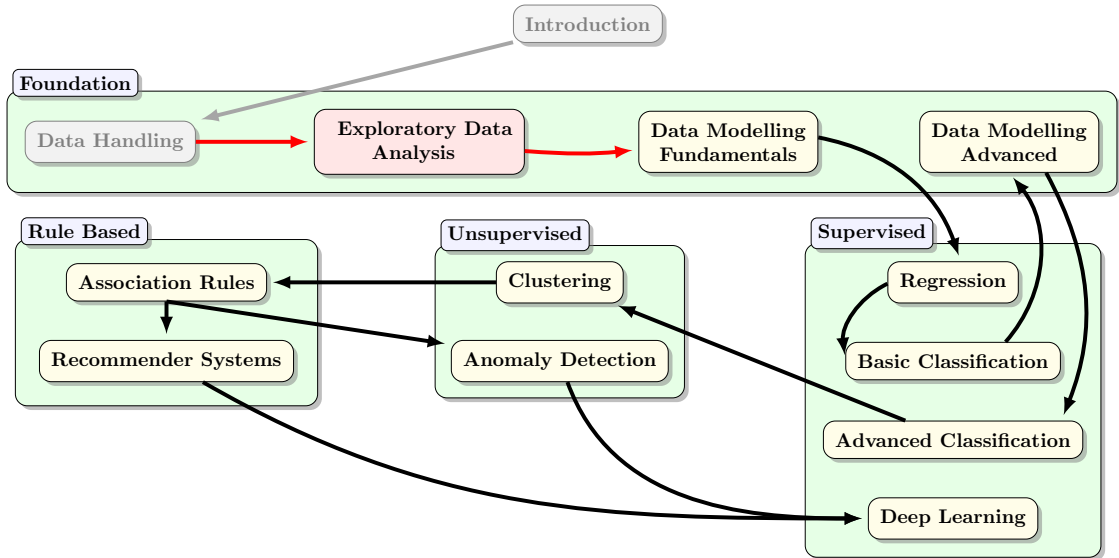 Introduction
Foundation
Data Handling
Exploratory Data
Analysis
Data Modelling
Fundamentals
Data Modelling
Advanced
Rule Based
Association Rules
Recommender Systems
Unsupervised
Clustering
Anomaly Detection
Supervised
Regression
Basic Classification
Advanced Classification
Deep Learning